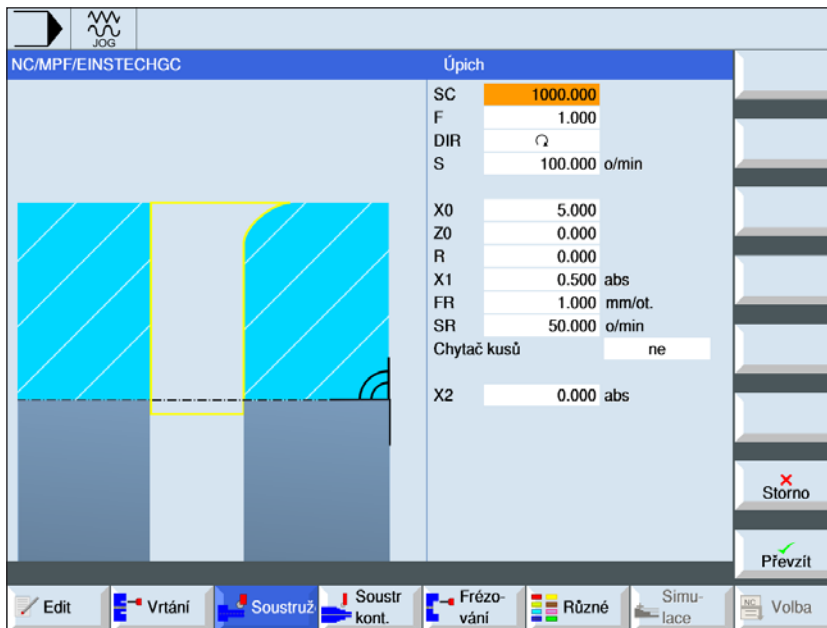 JOG
NC/MPF/EINSTECHGC
Úpich
SC 1000.000
F 1.000
DIR
S 100.000 o/min
X0 5.000
Z0 0.000
R 0.000
X1 0.500 abs
FR 1.000 mm/ot.
SR 50.000 o/min
Chytač kusů ne
X2 0.000 abs
Storno
Převzít
Edit
Vrtání
Soustruž
Soustr
kont.
Frézo-
vání
Různé
Simu-
lace
NC
Volba